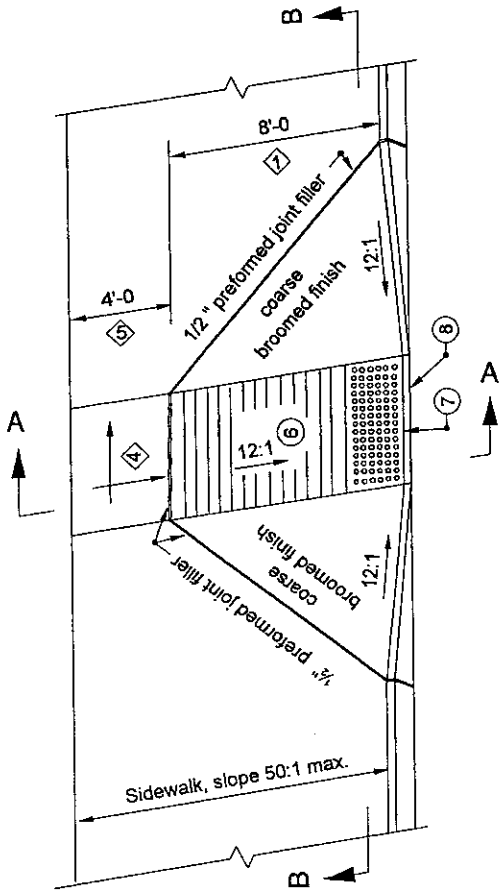 B
8'-0
1
1/2" preformed joint filler
4'-0
5
coarse
broomed finish
12:1
A
4
12:1
6
8
7
A
coarse
broomed finish
12:1
½" preformed joint filler
Sidewalk, slope 50:1 max.
B